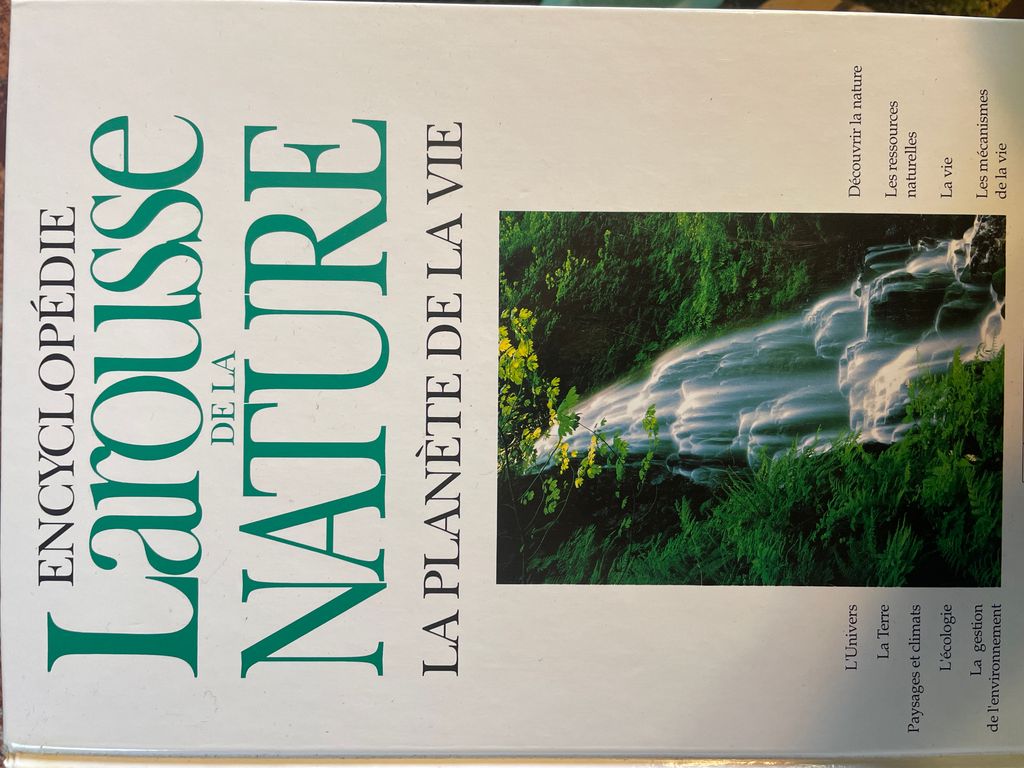 ENCYCLOPÉDIE
Larousse
DE LA
NATURE
LA PLANÈTE DE LA VIE
L'Univers
La Terre
Paysages et climats
L'écologie
La gestion
de l'environnement
Découvrir la nature
Les ressources
naturelles
La vie
Les mécanismes
de la vie